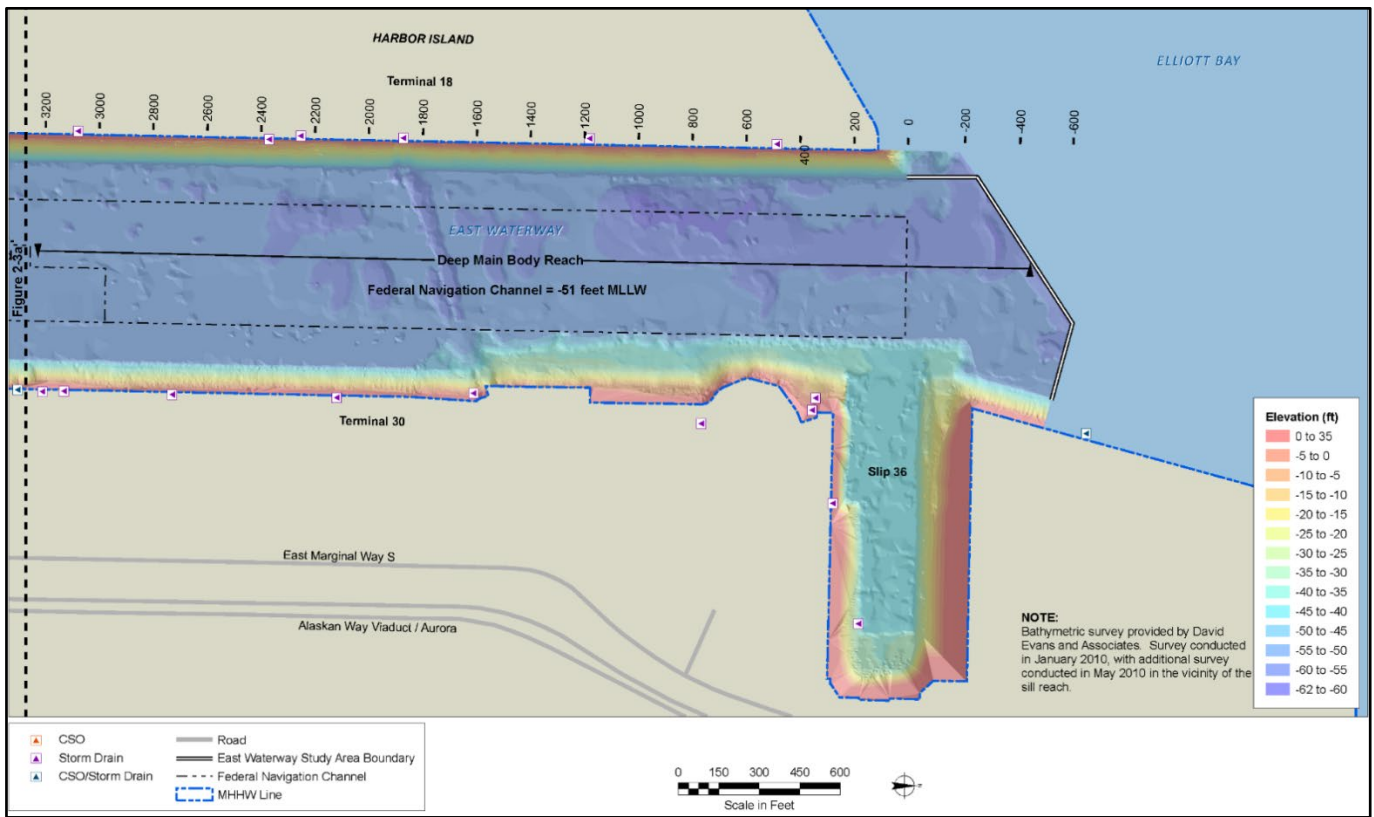 HARBOR ISLAND
ELLIOTT BAY
Terminal 18
3200
3000
2800
2600
2400
2200
2000
1800
1600
1400
1200
1000
800
600
400
200
0
-200
-400
-600
EAST WATERWAY
Deep Main Body Reach
Federal Navigation Channel = -51 feet MLLW
Figure 2-3a
Terminal 30
Slip 36
East Marginal Way S
Alaskan Way Viaduct / Aurora
Elevation (ft)
0 to 35
-5 to 0
-10 to -5
-15 to -10
-20 to -15
-25 to -20
-30 to -25
-35 to -30
-40 to -35
-45 to -40
-50 to -45
-55 to -50
-60 to -55
-62 to -60
NOTE:
Bathymetric survey provided by David
Evans and Associates. Survey conducted
in January 2010, with additional survey
conducted in May 2010 in the vicinity of the
sill reach.
CSO
Storm Drain
CSO/Storm Drain
Road
East Waterway Study Area Boundary
Federal Navigation Channel
MHHW Line
0 150 300 450 600
Scale in Feet